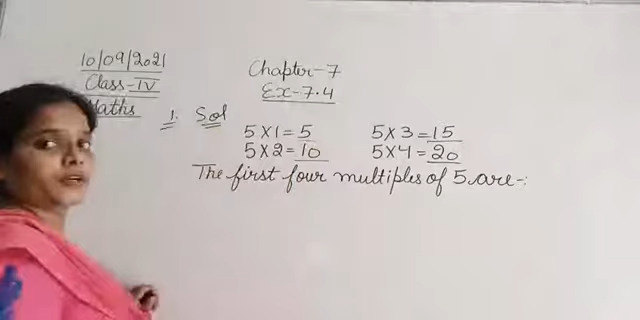 10/09/2021
Class-IV
Maths
Chapter-7
Ex-7.4
1. Sol
5×1=5 5×3=15
5×2=10 5×4=20
The first four multiples of 5 are-: